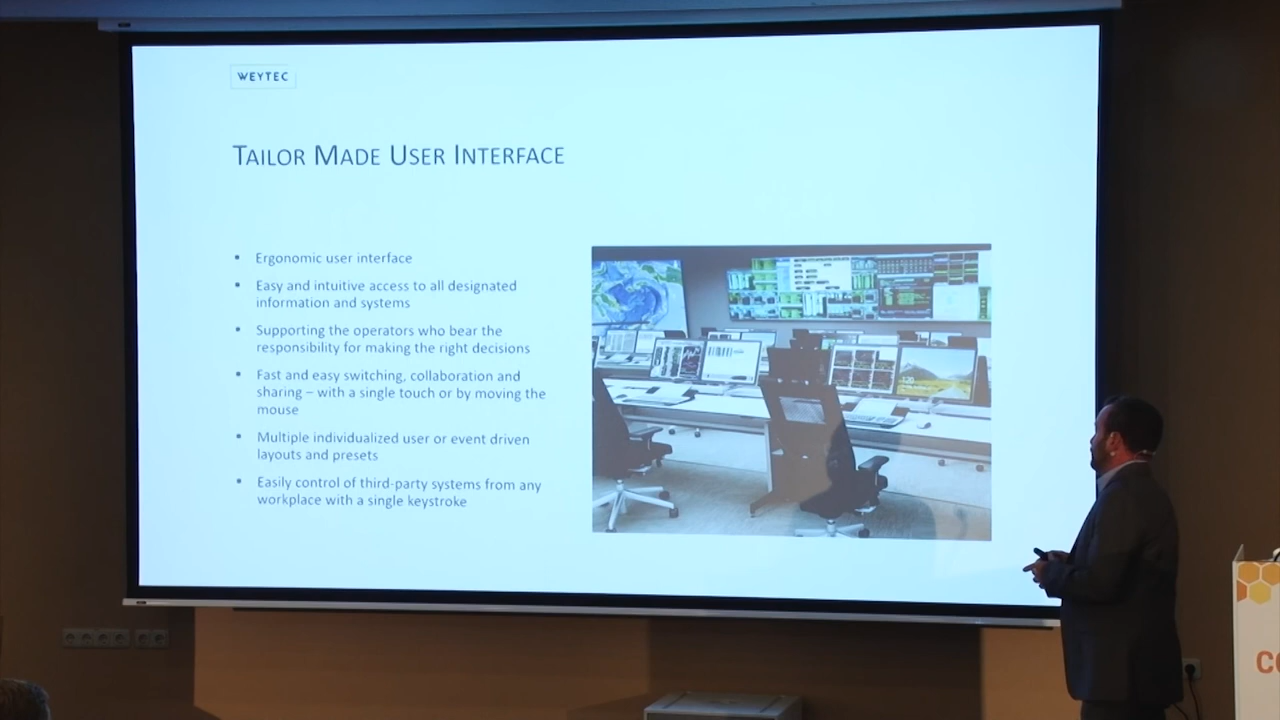 WEYTEC
TAILOR MADE USER INTERFACE
• Ergonomic user interface
• Easy and intuitive access to all designated
information and systems
• Supporting the operators who bear the
responsibility for making the right decisions
• Fast and easy switching, collaboration and
sharing – with a single touch or by moving the
mouse
• Multiple individualized user or event driven
layouts and presets
• Easily control of third-party systems from any
workplace with a single keystroke